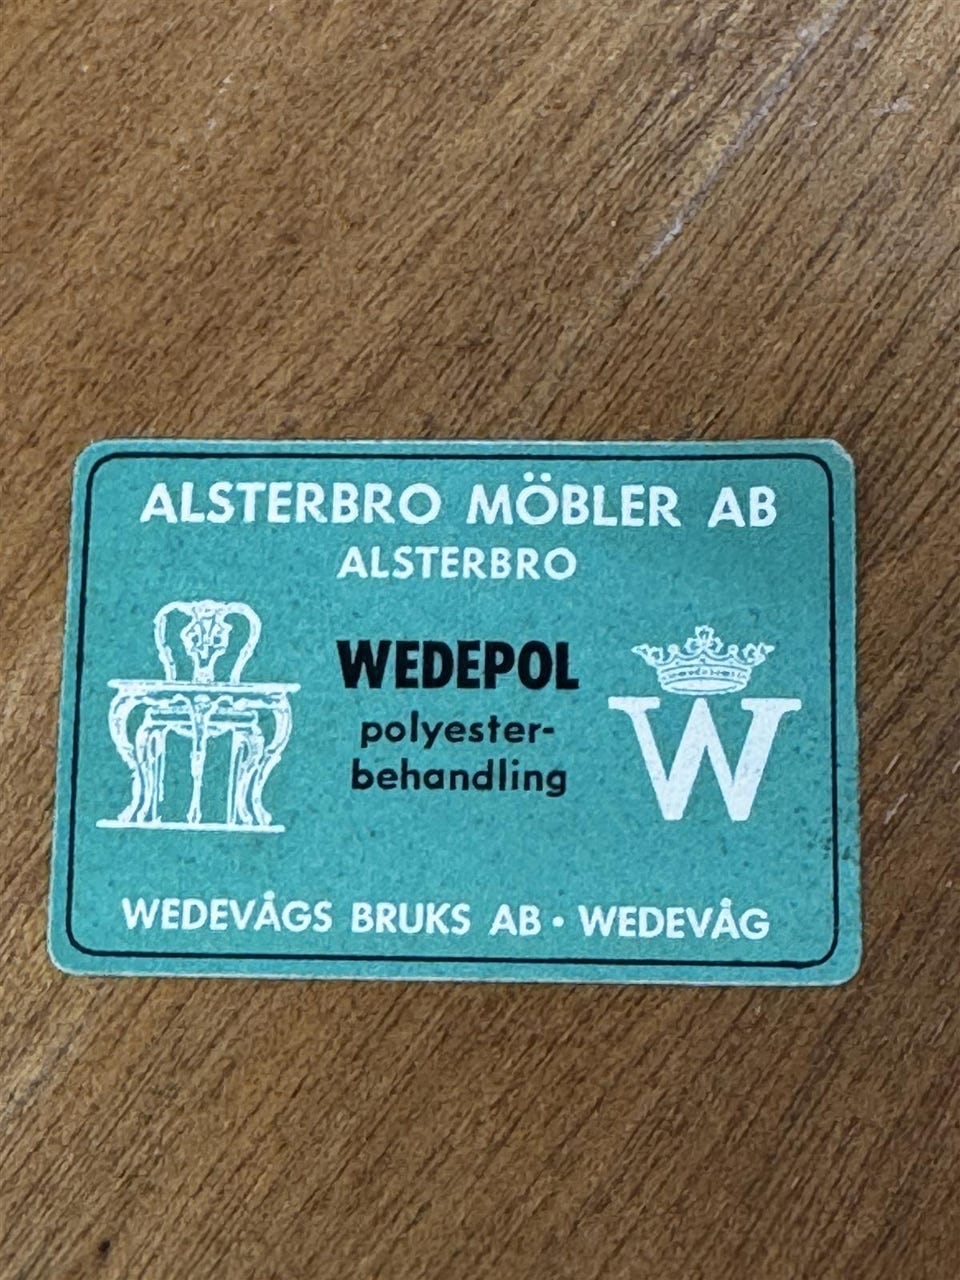 ALSTERBRO MÖBLER AB
ALSTERBRO
WEDEPOL
polyester-
behandling
W
WEDEVÅGS BRUKS AB • WEDEVÅG